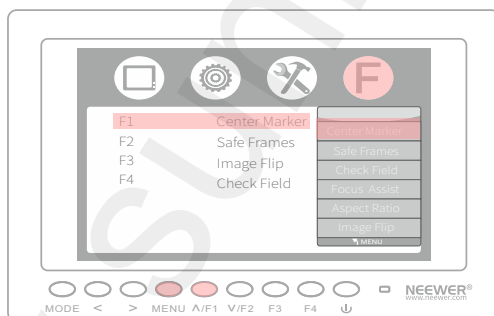 F
F1 Center Marker
F2 Safe Frames
F3 Image Flip
F4 Check Field
Center Marker
Safe Frames
Check Field
Focus Assist
Aspect Ratio
Image Flip
MENU
NEEWER®
www.neewer.com
MODE < > MENU Λ/F1 V/F2 F3 F4